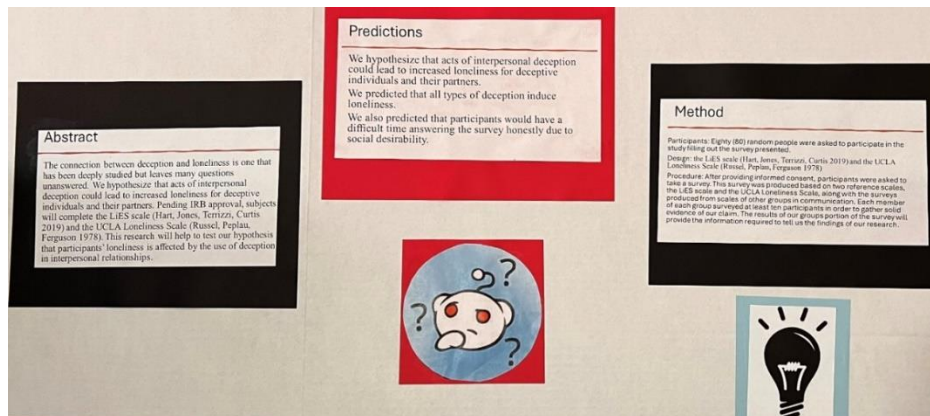 Abstract
The connection between deception and loneliness is one that
has been deeply studied but leaves many questions
unanswered. We hypothesize that acts of interpersonal
deception could lead to increased loneliness for deceptive
individuals and their partners. Pending IRB approval, subjects
will complete the LiES scale (Hart, Jones, Terrizzi, Curtis
2019) and the UCLA Loneliness Scale (Russel, Peplau,
Ferguson 1978). This research will help to test our hypothesis
that participants' loneliness is affected by the use of deception
in interpersonal relationships.
Predictions
We hypothesize that acts of interpersonal deception
could lead to increased loneliness for deceptive
individuals and their partners.
We predicted that all types of deception induce
loneliness.
We also predicted that participants would have a
difficult time answering the survey honestly due to
social desirability.
? ? ?
Method
Participants: Eighty (80) random people were asked to participate in the
study filling out the survey presented.
Design: the LiES scale (Hart, Jones, Terrizzi, Curtis 2019) and the UCLA
Loneliness Scale (Russel, Peplau, Ferguson 1978)
Procedure: After providing informed consent, participants were asked to
take a survey. This survey was produced based on two reference scales,
the LiES scale and the UCLA Loneliness Scale, along with the surveys
produced from scales of other groups in communication. Each member
of each group surveyed at least ten participants in order to gather solid
evidence of our claim. The results of our groups portion of the survey will
provide the information required to tell us the findings of our research.